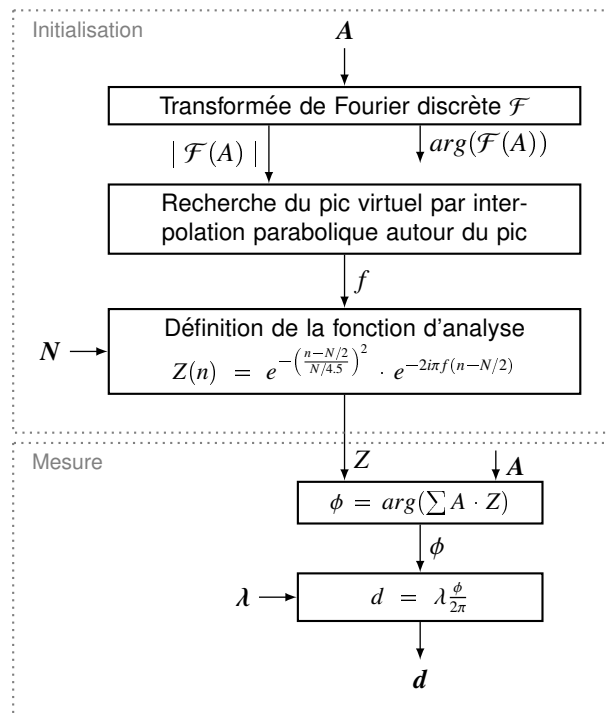 Initialisation
A
Transformée de Fourier discrète ℱ
| ℱ(A) |
arg(ℱ(A))
Recherche du pic virtuel par inter-
polation parabolique autour du pic
f
Définition de la fonction d'analyse
N
Z(n) = e^{-((n-N/2)/(N/4.5))^2} · e^{-2iπf(n-N/2)}
Mesure
Z
A
ϕ = arg(∑ A · Z)
ϕ
λ
d = λ ϕ/2π
d